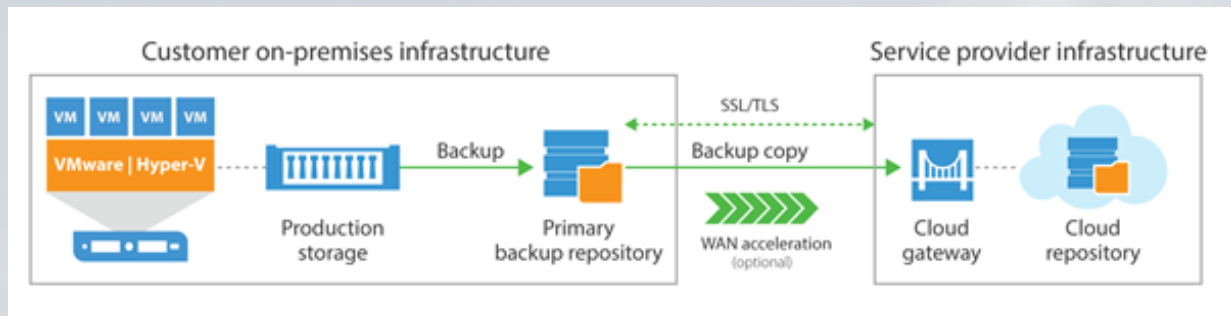 Customer on-premises infrastructure
Service provider infrastructure
VM VM VM VM
VMware | Hyper-V
Production
storage
Backup
Primary
backup repository
SSL/TLS
Backup copy
WAN acceleration
(optional)
Cloud
gateway
Cloud
repository